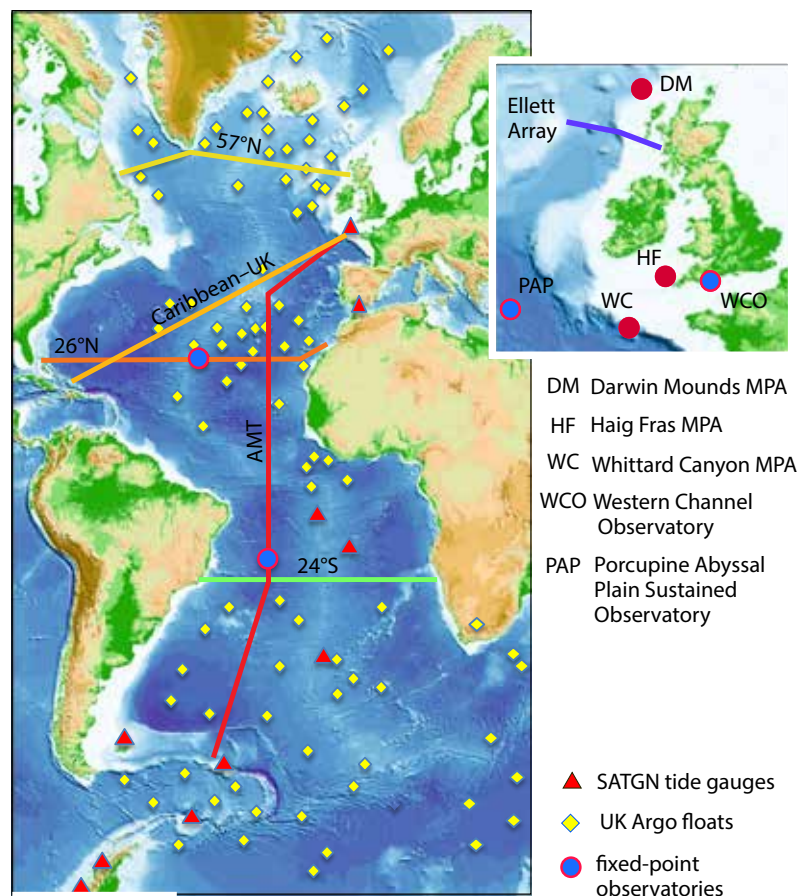 57°N
Caribbean–UK
26°N
AMT
24°S
DM
Ellett
Array
HF
PAP
WC
WCO
DM Darwin Mounds MPA
HF Haig Fras MPA
WC Whittard Canyon MPA
WCO Western Channel
Observatory
PAP Porcupine Abyssal
Plain Sustained
Observatory
SATGN tide gauges
UK Argo floats
fixed-point
observatories